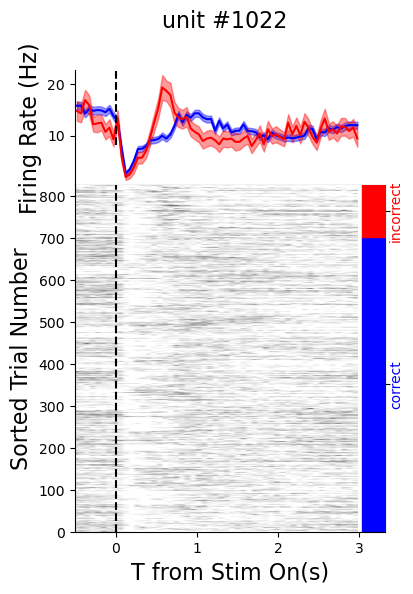 unit #1022
Firing Rate (Hz)
20
10
Sorted Trial Number
800
700
600
500
400
300
200
100
0
incorrect
correct
0
1
2
3
T from Stim On(s)